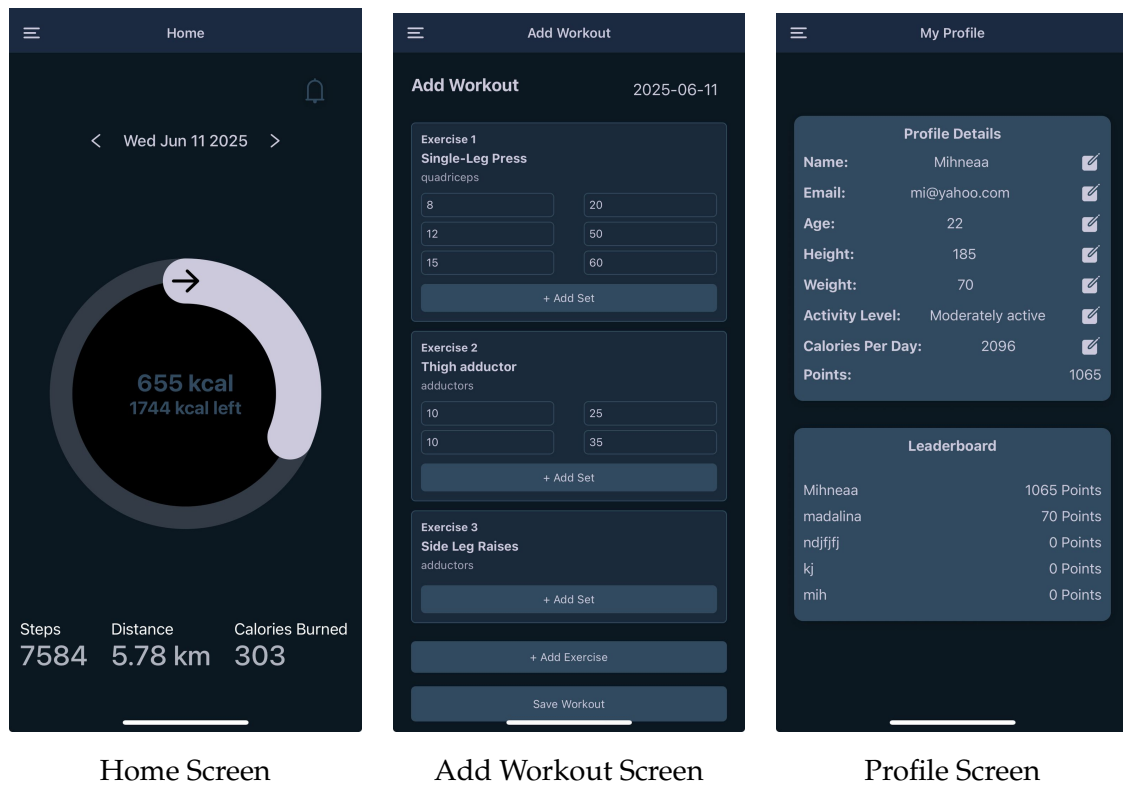 Home
Wed Jun 11 2025
655 kcal
1744 kcal left
Steps Distance Calories Burned
7584 5.78 km 303
Home Screen
Add Workout
Add Workout 2025-06-11
Exercise 1
Single-Leg Press
quadriceps
8 20
12 50
15 60
+ Add Set
Exercise 2
Thigh adductor
adductors
10 25
10 35
+ Add Set
Exercise 3
Side Leg Raises
adductors
+ Add Set
+ Add Exercise
Save Workout
Add Workout Screen
My Profile
Profile Details
Name: Mihneaa
Email: mi@yahoo.com
Age: 22
Height: 185
Weight: 70
Activity Level: Moderately active
Calories Per Day: 2096
Points: 1065
Leaderboard
Mihneaa 1065 Points
madalina 70 Points
ndjfjfj 0 Points
kj 0 Points
mih 0 Points
Profile Screen